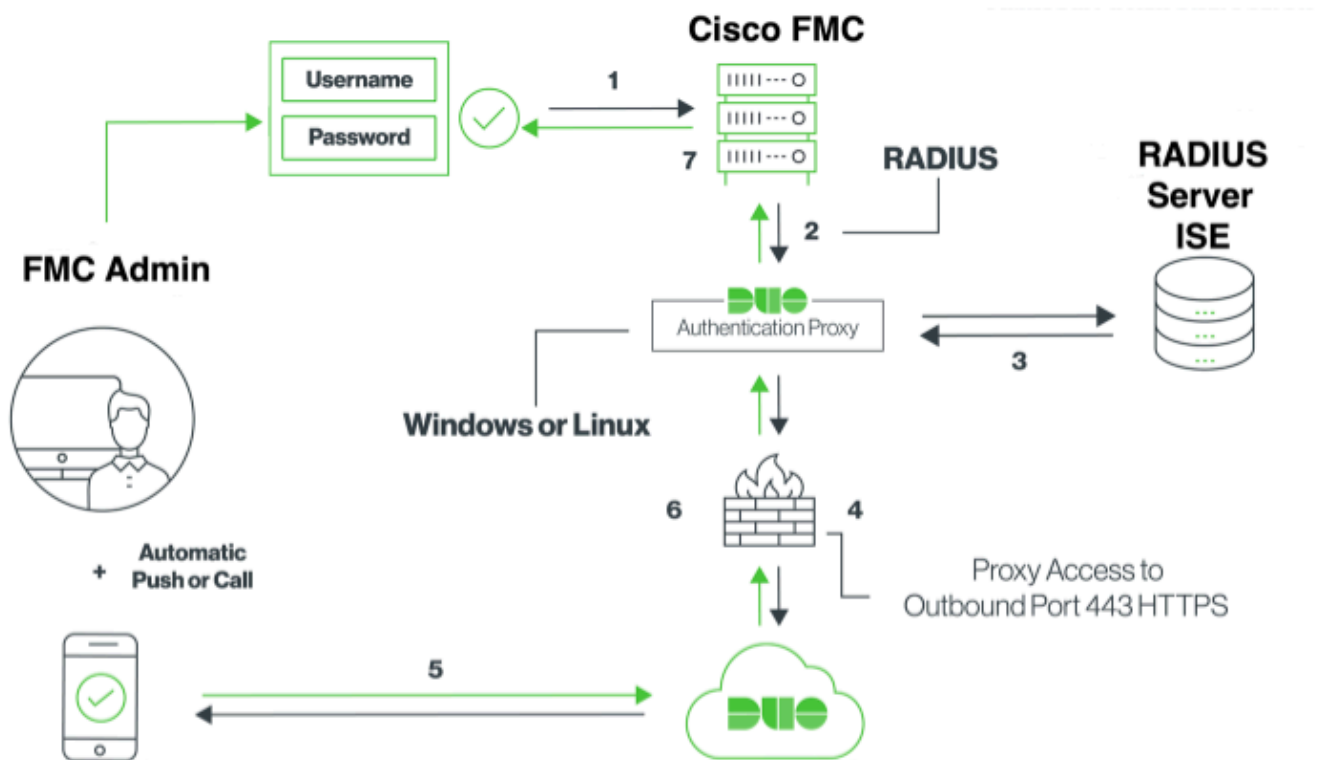 Cisco FMC
Username
Password
1
7
RADIUS
RADIUS
Server
ISE
2
FMC Admin
DUO
Authentication Proxy
3
Windows or Linux
6
4
Automatic
+ Push or Call
Proxy Access to
Outbound Port 443 HTTPS
5
DUO